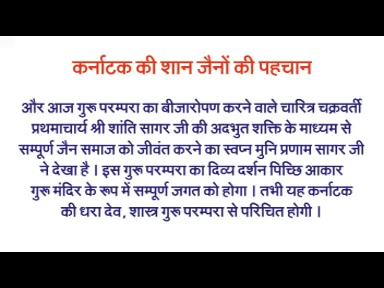 कर्नाटक की शान जैनों की पहचान
और आज गुरू परम्परा का बीजारोपण करने वाले चारित्र चक्रवर्ती
प्रथमाचार्य श्री शांति सागर जी की अदभुत शक्ति के माध्यम से
सम्पूर्ण जैन समाज को जीवंत करने का स्वप्न मुनि प्रणाम सागर जी
ने देखा है । इस गुरू परम्परा का दिव्य दर्शन पिच्छि आकार
गुरू मंदिर के रूप में सम्पूर्ण जगत को होगा । तभी यह कर्नाटक
की धरा देव, शास्त्र गुरू परम्परा से परिचित होगी ।